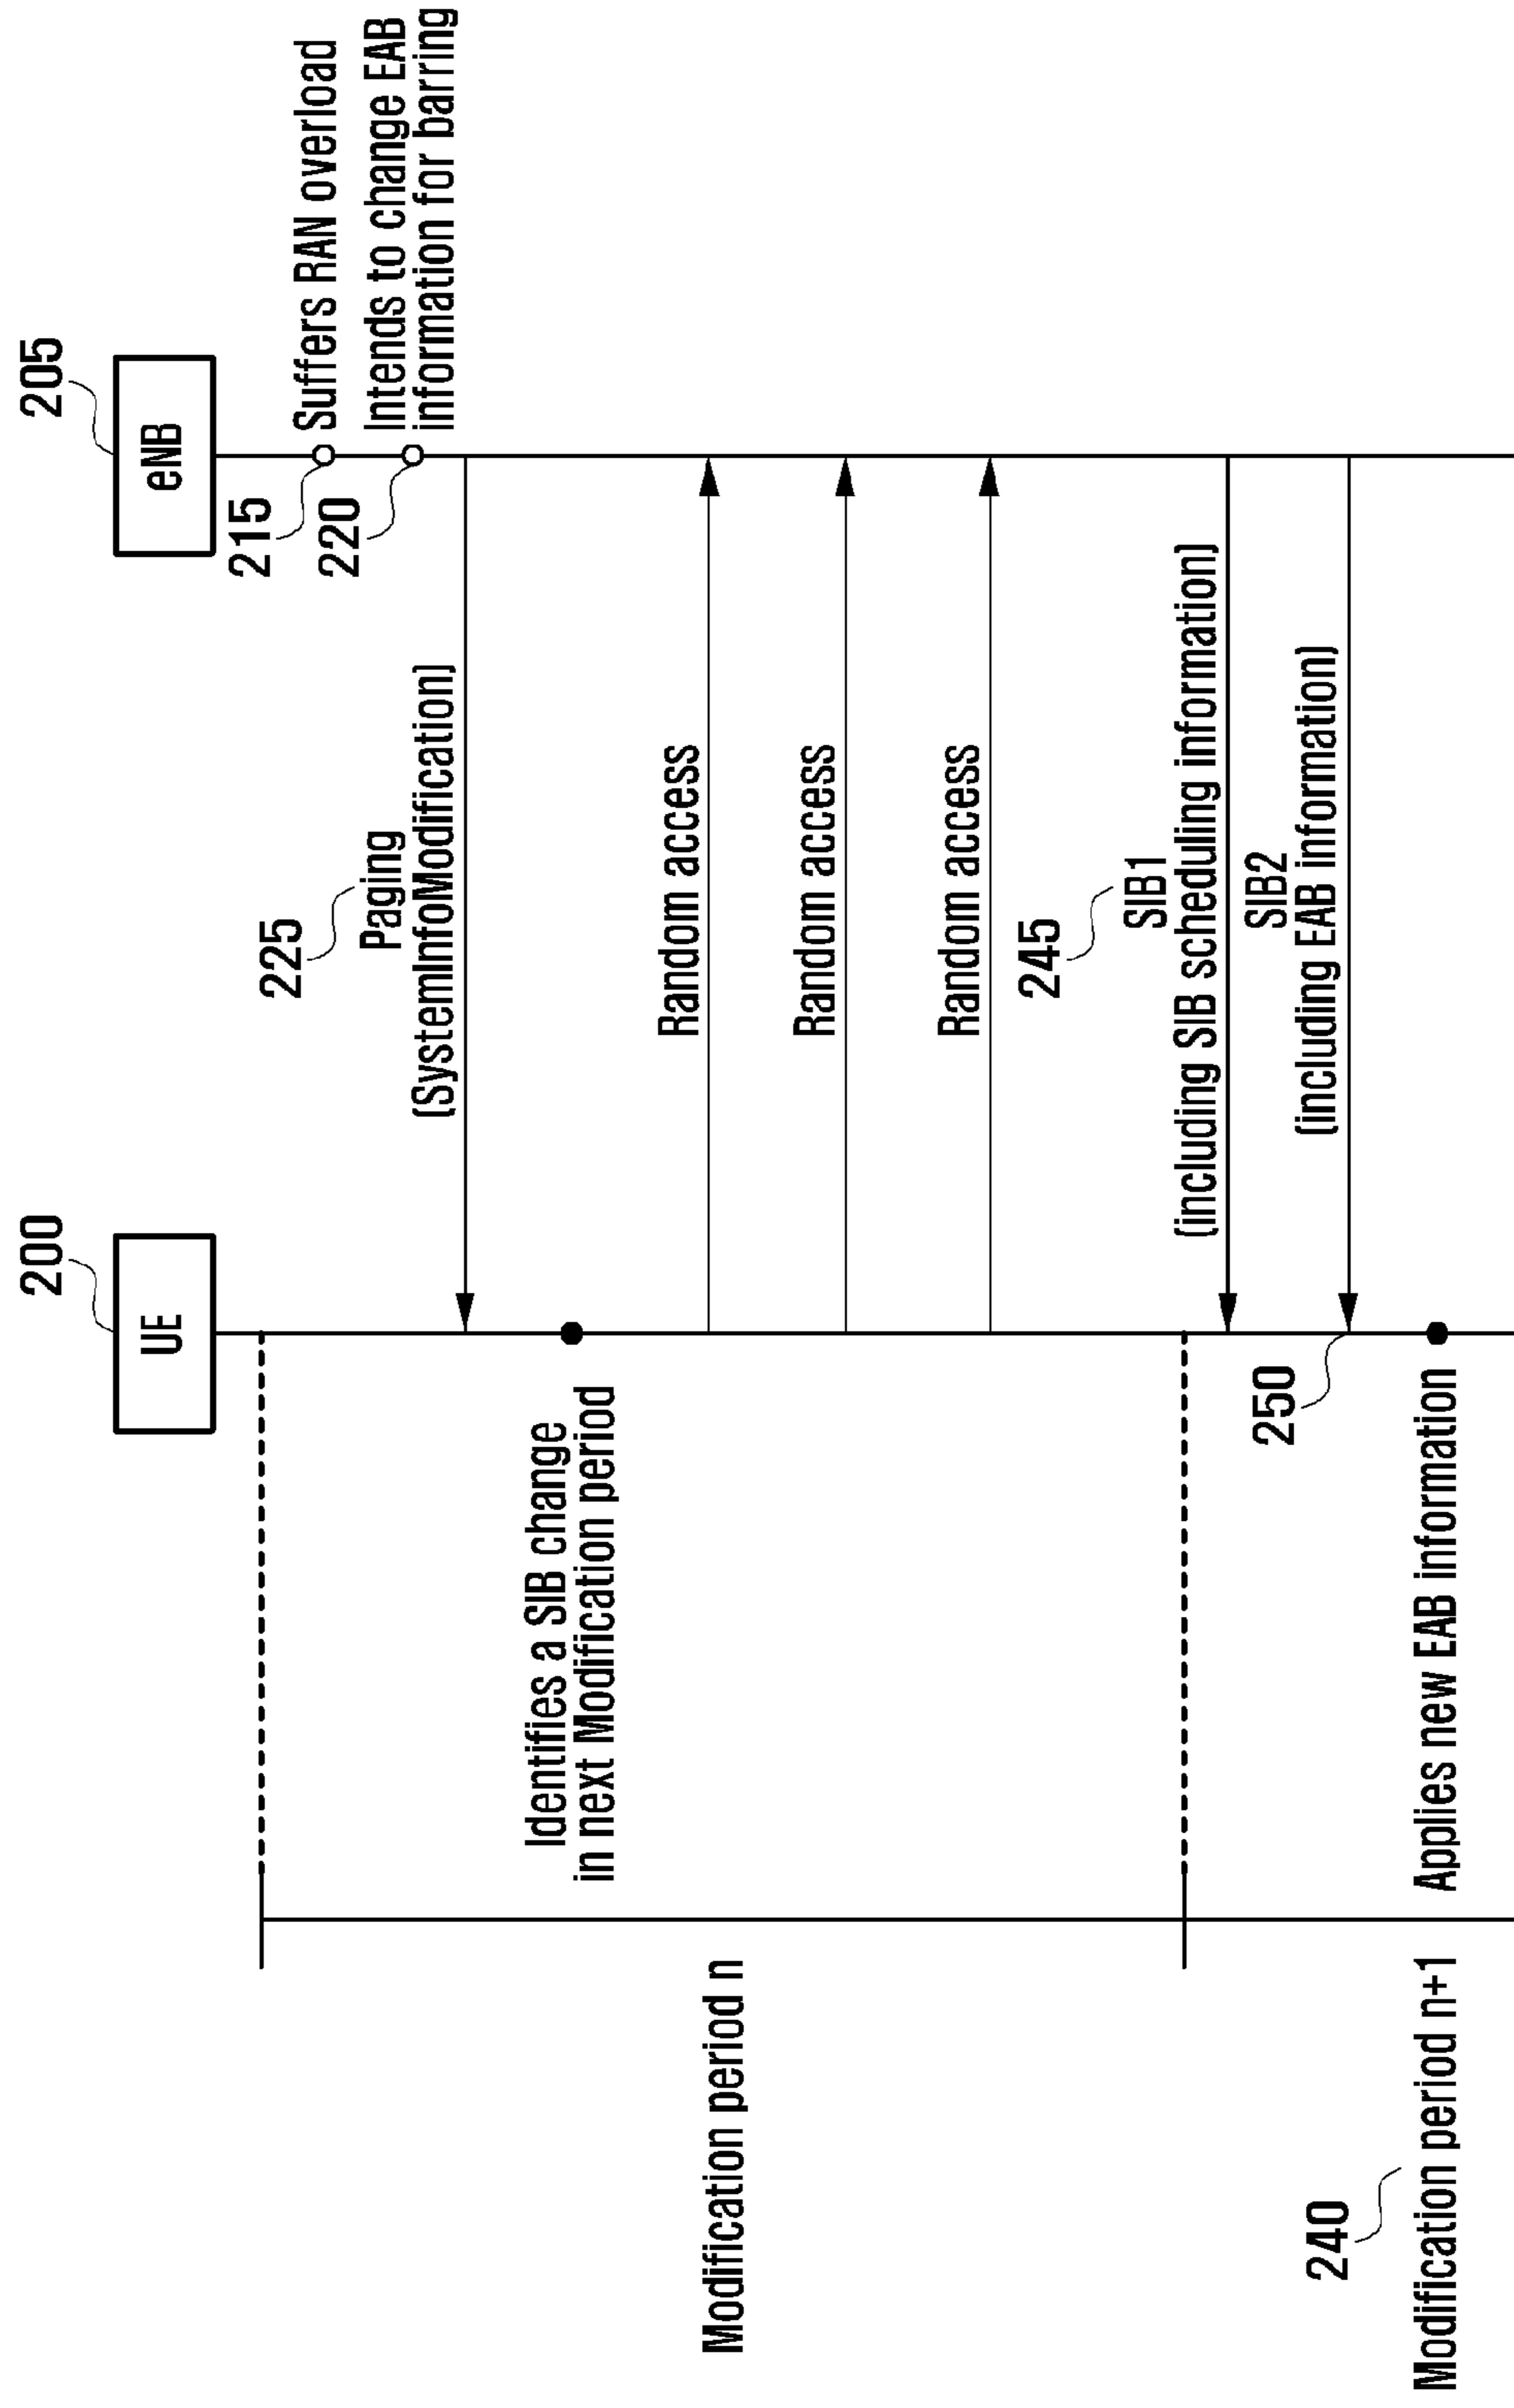 200
UE
205
eNB
215
Suffers RAN overload
220
Intends to change EAB
information for barring
225
Paging
(SystemInfoModification)
Identifies a SIB change
in next Modification period
Modification period n
Random access
Random access
Random access
245
SIB1
(including SIB scheduling information)
SIB2
(including EAB information)
250
240
Modification period n+1
Applies new EAB information